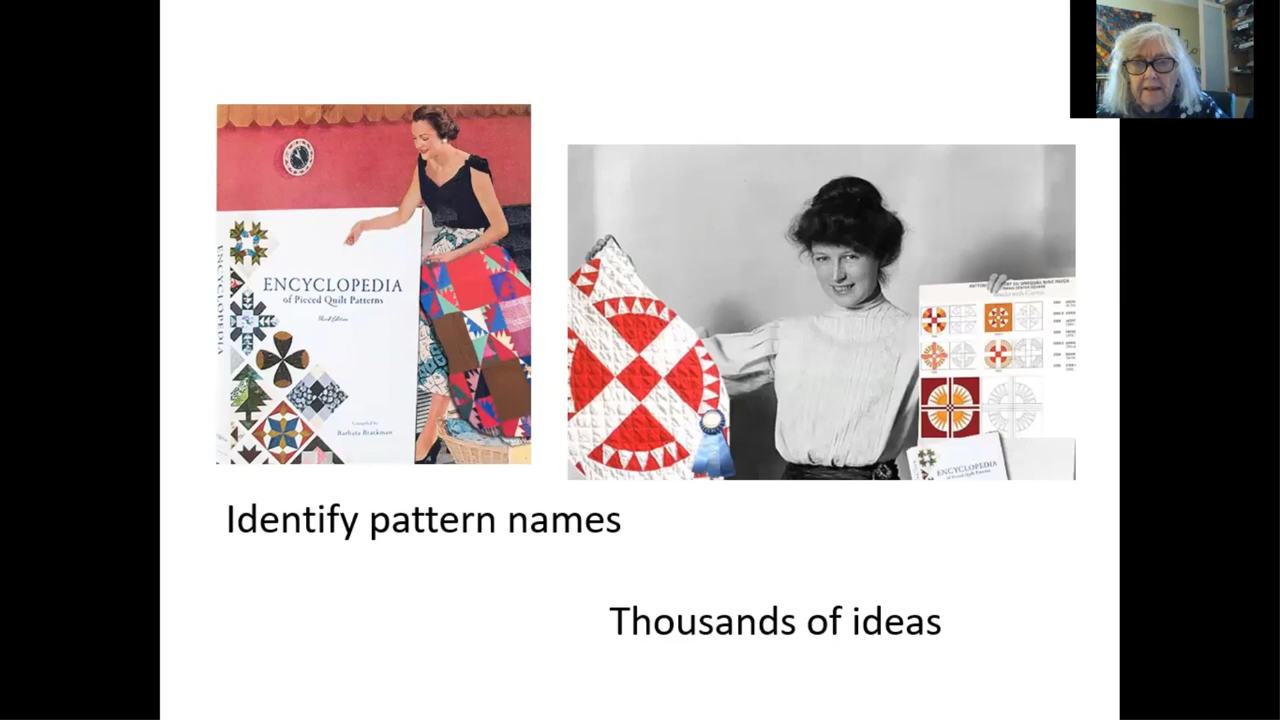 ENCYCLOPEDIA
ENCYCLOPEDIA
of Pieced Quilt Patterns
Third Edition
Compiled by
Barbara Brackman
ENCYCLOPEDIA
of Pieced Quilt Patterns
Identify pattern names
Thousands of ideas